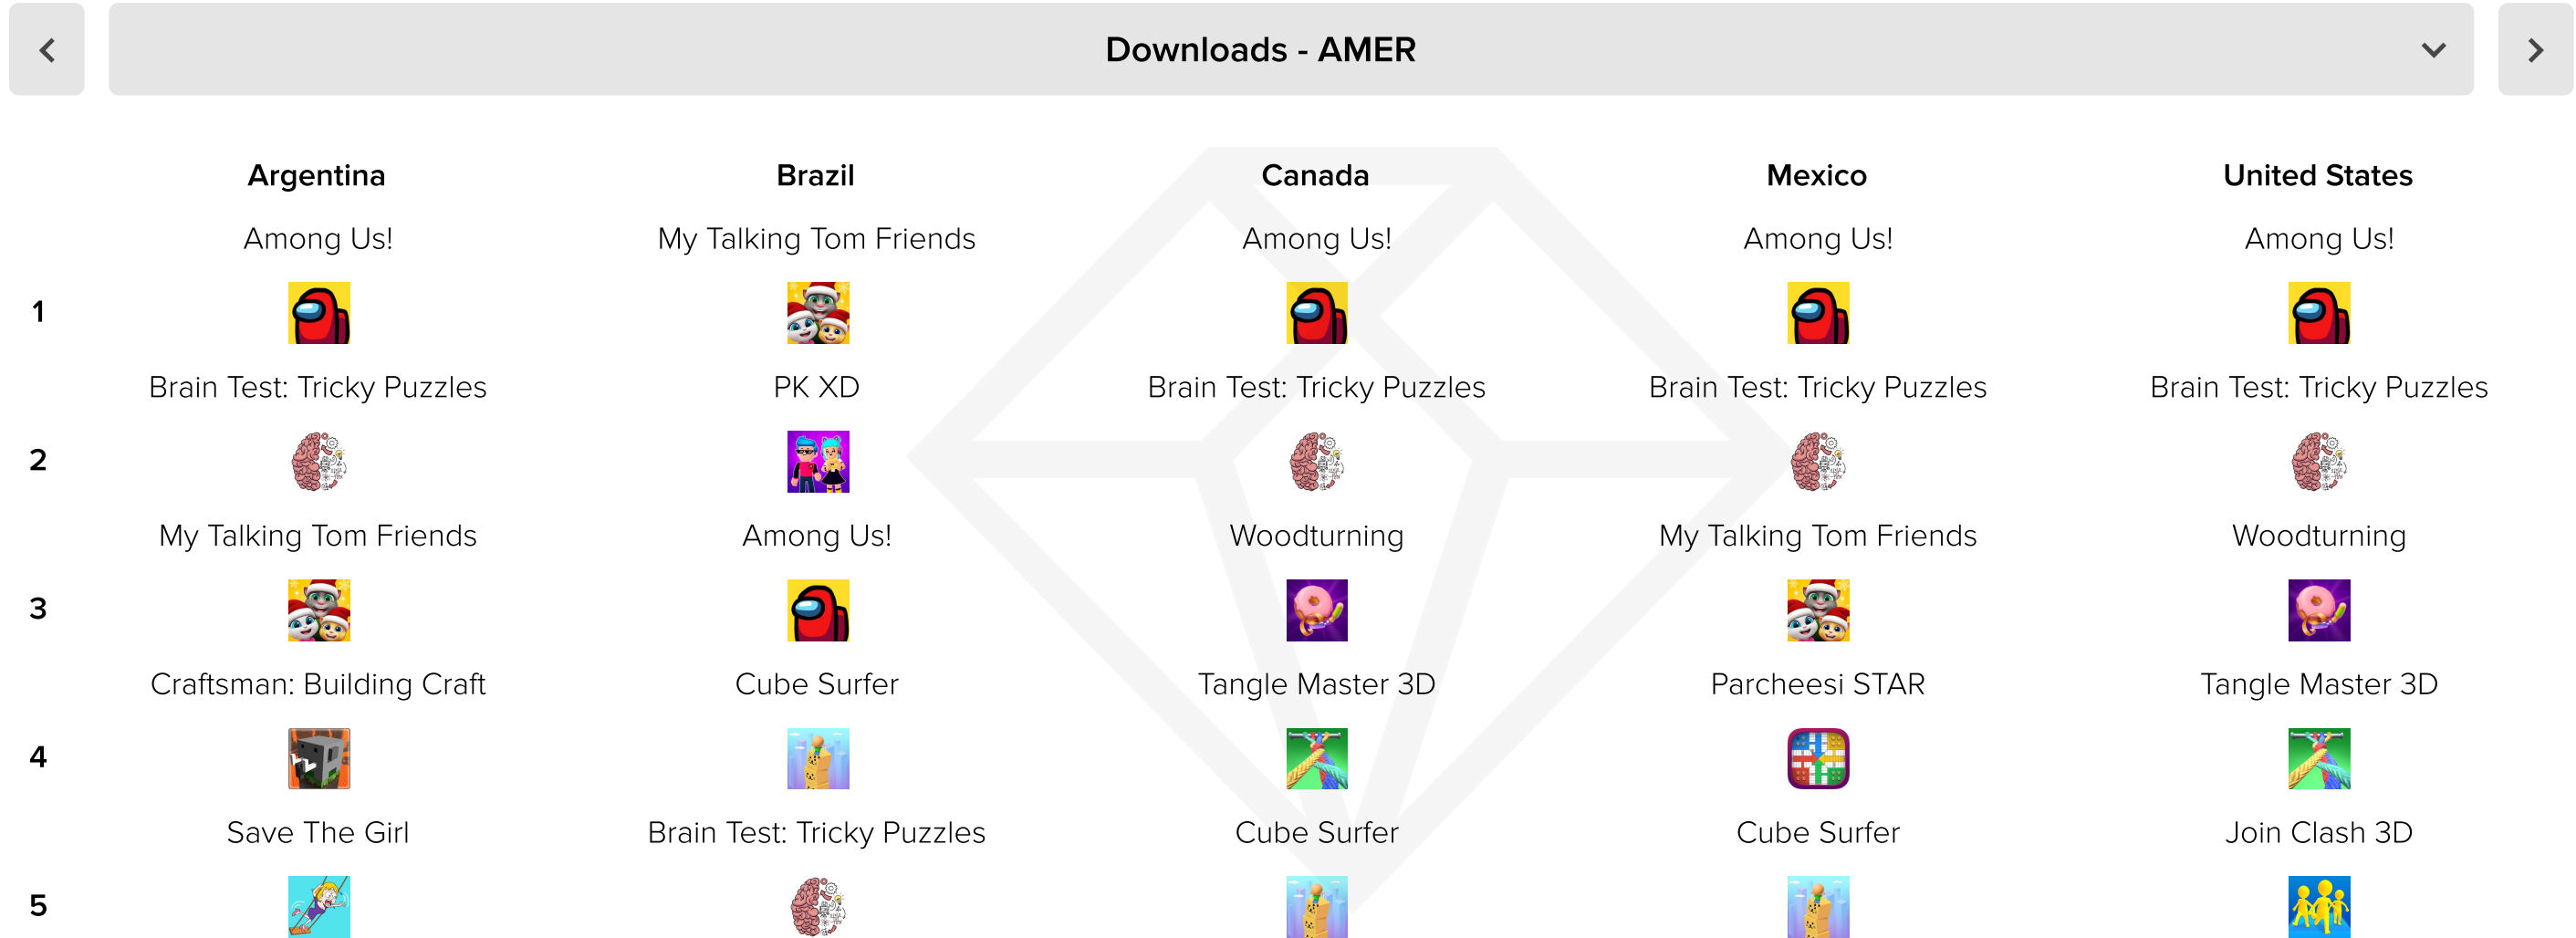 Downloads - AMER
Argentina Brazil Canada Mexico United States
Among Us! My Talking Tom Friends Among Us! Among Us! Among Us!
1
Brain Test: Tricky Puzzles PK XD Brain Test: Tricky Puzzles Brain Test: Tricky Puzzles Brain Test: Tricky Puzzles
2
My Talking Tom Friends Among Us! Woodturning My Talking Tom Friends Woodturning
3
Craftsman: Building Craft Cube Surfer Tangle Master 3D Parcheesi STAR Tangle Master 3D
4
Save The Girl Brain Test: Tricky Puzzles Cube Surfer Cube Surfer Join Clash 3D
5